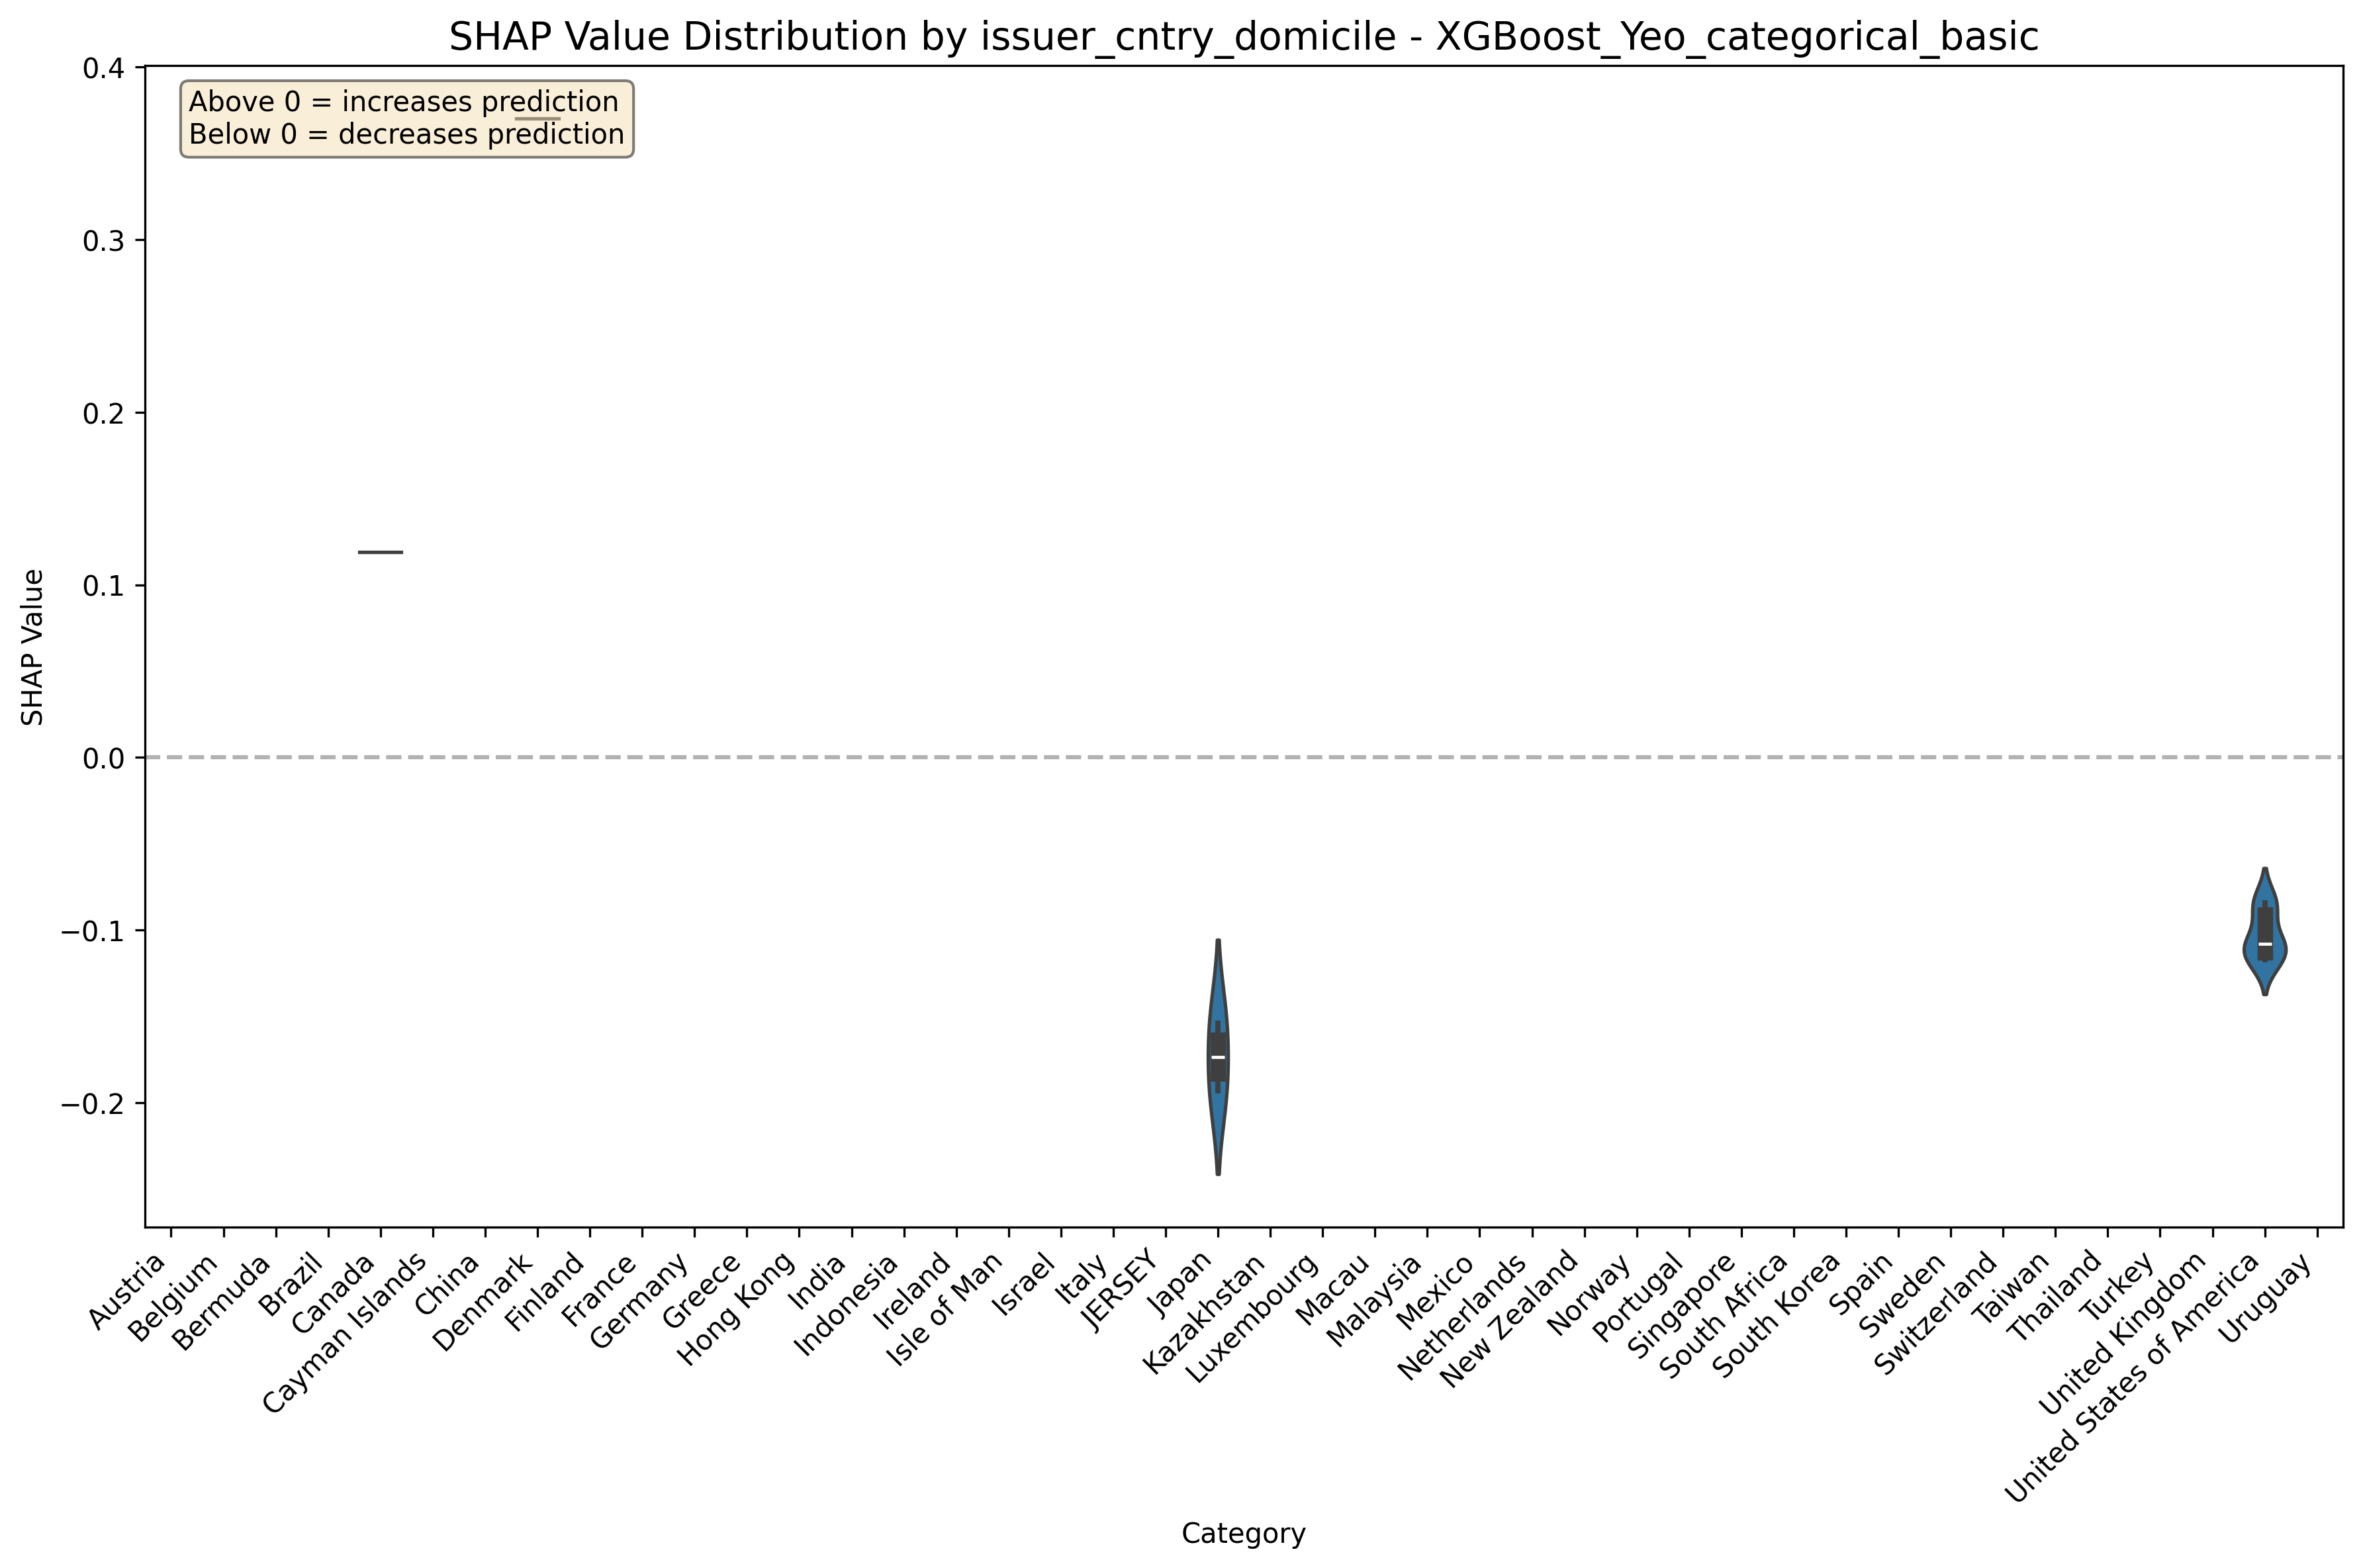 SHAP Value Distribution by issuer_cntry_domicile - XGBoost_Yeo_categorical_basic
Above 0 = increases prediction
Below 0 = decreases prediction
SHAP Value
0.4
0.3
0.2
0.1
0.0
−0.1
−0.2
Austria
Belgium
Bermuda
Brazil
Canada
Cayman Islands
China
Denmark
Finland
France
Germany
Greece
Hong Kong
India
Indonesia
Ireland
Isle of Man
Israel
Italy
JERSEY
Japan
Kazakhstan
Luxembourg
Macau
Malaysia
Mexico
Netherlands
New Zealand
Norway
Portugal
Singapore
South Africa
South Korea
Spain
Sweden
Switzerland
Taiwan
Thailand
Turkey
United Kingdom
United States of America
Uruguay
Category